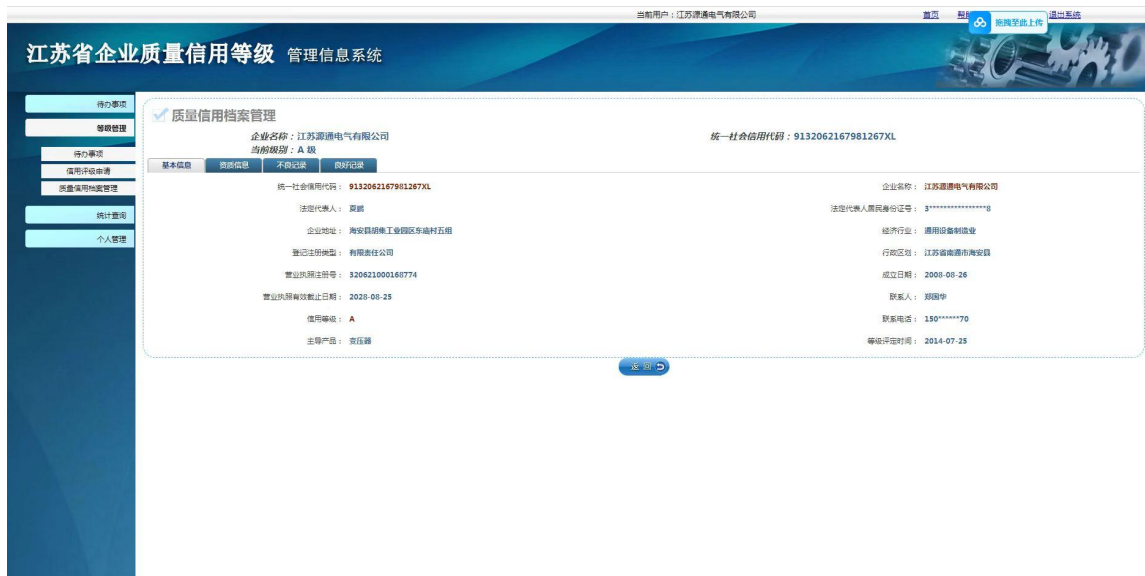 当前用户：江苏源通电气有限公司 首页 退出系统
拖拽至此上传
江苏省企业质量信用等级 管理信息系统
待办事项
等级管理
待办事项
信用评级申请
质量信用档案管理
统计查询
个人管理
质量信用档案管理
企业名称：江苏源通电气有限公司 统一社会信用代码：9132062167981267XL
当前级别：A 级
基本信息 资质信息 不良记录 良好记录
统一社会信用代码： 9132062167981267XL 企业名称： 江苏源通电气有限公司
法定代表人： 夏鹏 法定代表人居民身份证号： 3****************8
企业地址： 海安县胡集工业园区东庙村五组 经济行业： 通用设备制造业
登记注册类型： 有限责任公司 行政区划： 江苏省南通市海安县
营业执照注册号： 320621000168774 成立日期： 2008-08-26
营业执照有效截止日期： 2028-08-25 联系人： 郑国华
信用等级： A 联系电话： 150******70
主导产品： 变压器 等级评定时间： 2014-07-25
返 回